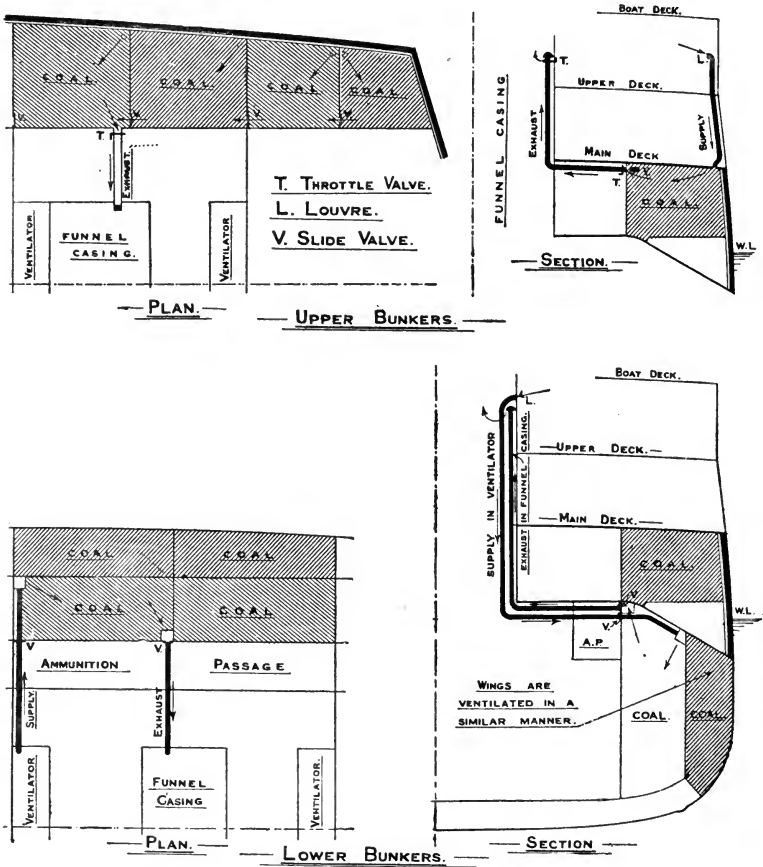 COAL.
COAL.
COAL
COAL
V.
V.
V.
V.
T.
EXHAUST.
VENTILATOR
FUNNEL
CASING.
VENTILATOR
T. THROTTLE VALVE.
L. LOUVRE.
V. SLIDE VALVE.
PLAN.
UPPER BUNKERS.
BOAT DECK.
T.
L.
FUNNEL CASING
EXHAUST
UPPER DECK.
SUPPLY
MAIN DECK
T.
V.
COAL.
W.L
SECTION.
COAL
COAL
COAL
COAL
V
V.
AMMUNITION
PASSAGE
SUPPLY.
EXHAUST
VENTILATOR
FUNNEL
CASING
VENTILATOR.
PLAN.
LOWER BUNKERS.
BOAT DECK.
L.
SUPPLY IN VENTILATOR
EXHAUST IN FUNNEL CASING.
UPPER DECK.
MAIN DECK.
COAL
V.
V.
W.L.
A.P.
WINGS ARE
VENTILATED IN A
SIMILAR MANNER.
COAL.
COAL.
SECTION